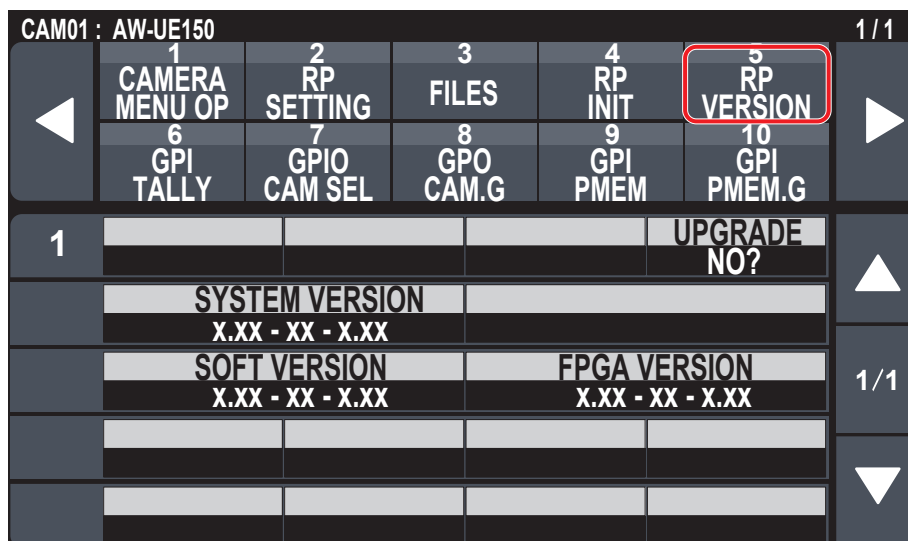 CAM01 : AW-UE150 1 / 1
1 2 3 4 5
CAMERA MENU OP RP SETTING FILES RP INIT RP VERSION
6 7 8 9 10
GPI TALLY GPIO CAM SEL GPO CAM.G GPI PMEM GPI PMEM.G
1 UPGRADE
NO?
SYSTEM VERSION
X.XX - XX - X.XX
SOFT VERSION FPGA VERSION
X.XX - XX - X.XX X.XX - XX - X.XX
1/1